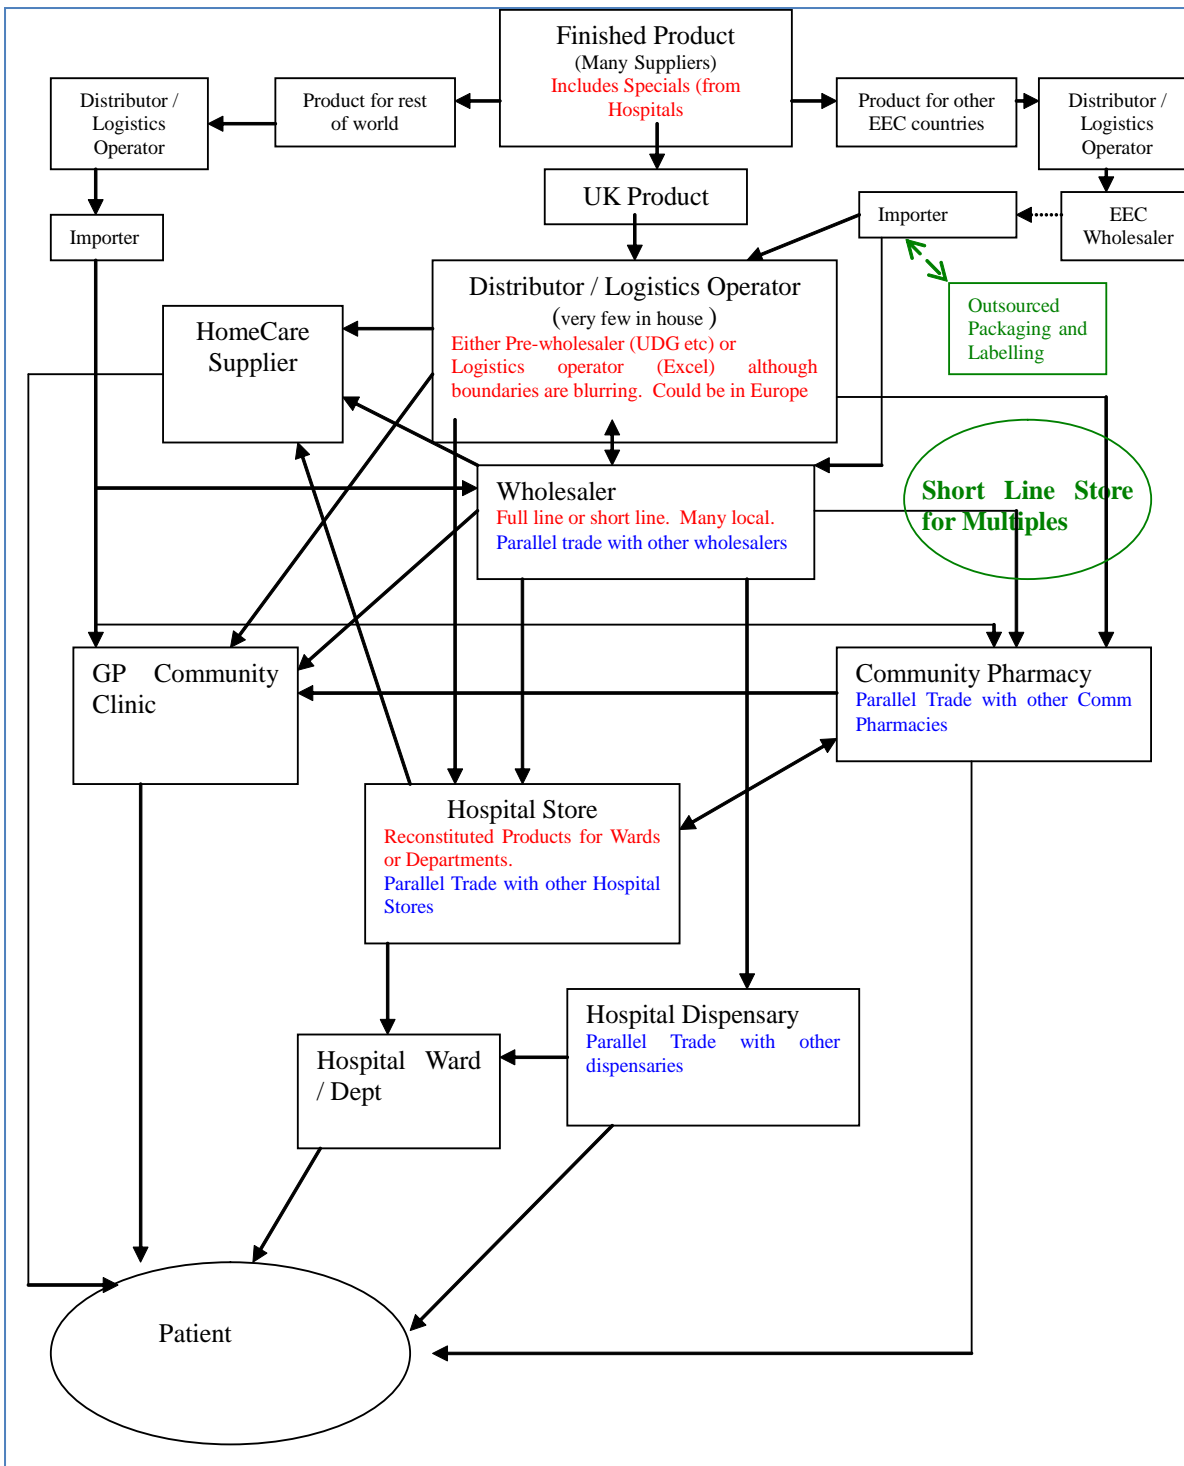 Finished Product
(Many Suppliers)
Includes Specials (from
Hospitals
Distributor /
Logistics
Operator
Product for rest
of world
Product for other
EEC countries
Distributor /
Logistics
Operator
UK Product
Importer
EEC
Wholesaler
Importer
Distributor / Logistics Operator
(very few in house )
Either Pre-wholesaler (UDG etc) or
Logistics operator (Excel) although
boundaries are blurring. Could be in Europe
Outsourced
Packaging and
Labelling
HomeCare
Supplier
Short Line Store
for Multiples
Wholesaler
Full line or short line. Many local.
Parallel trade with other wholesalers
GP Community
Clinic
Community Pharmacy
Parallel Trade with other Comm
Pharmacies
Hospital Store
Reconstituted Products for Wards
or Departments.
Parallel Trade with other Hospital
Stores
Hospital Dispensary
Parallel Trade with other
dispensaries
Hospital Ward
/ Dept
Patient